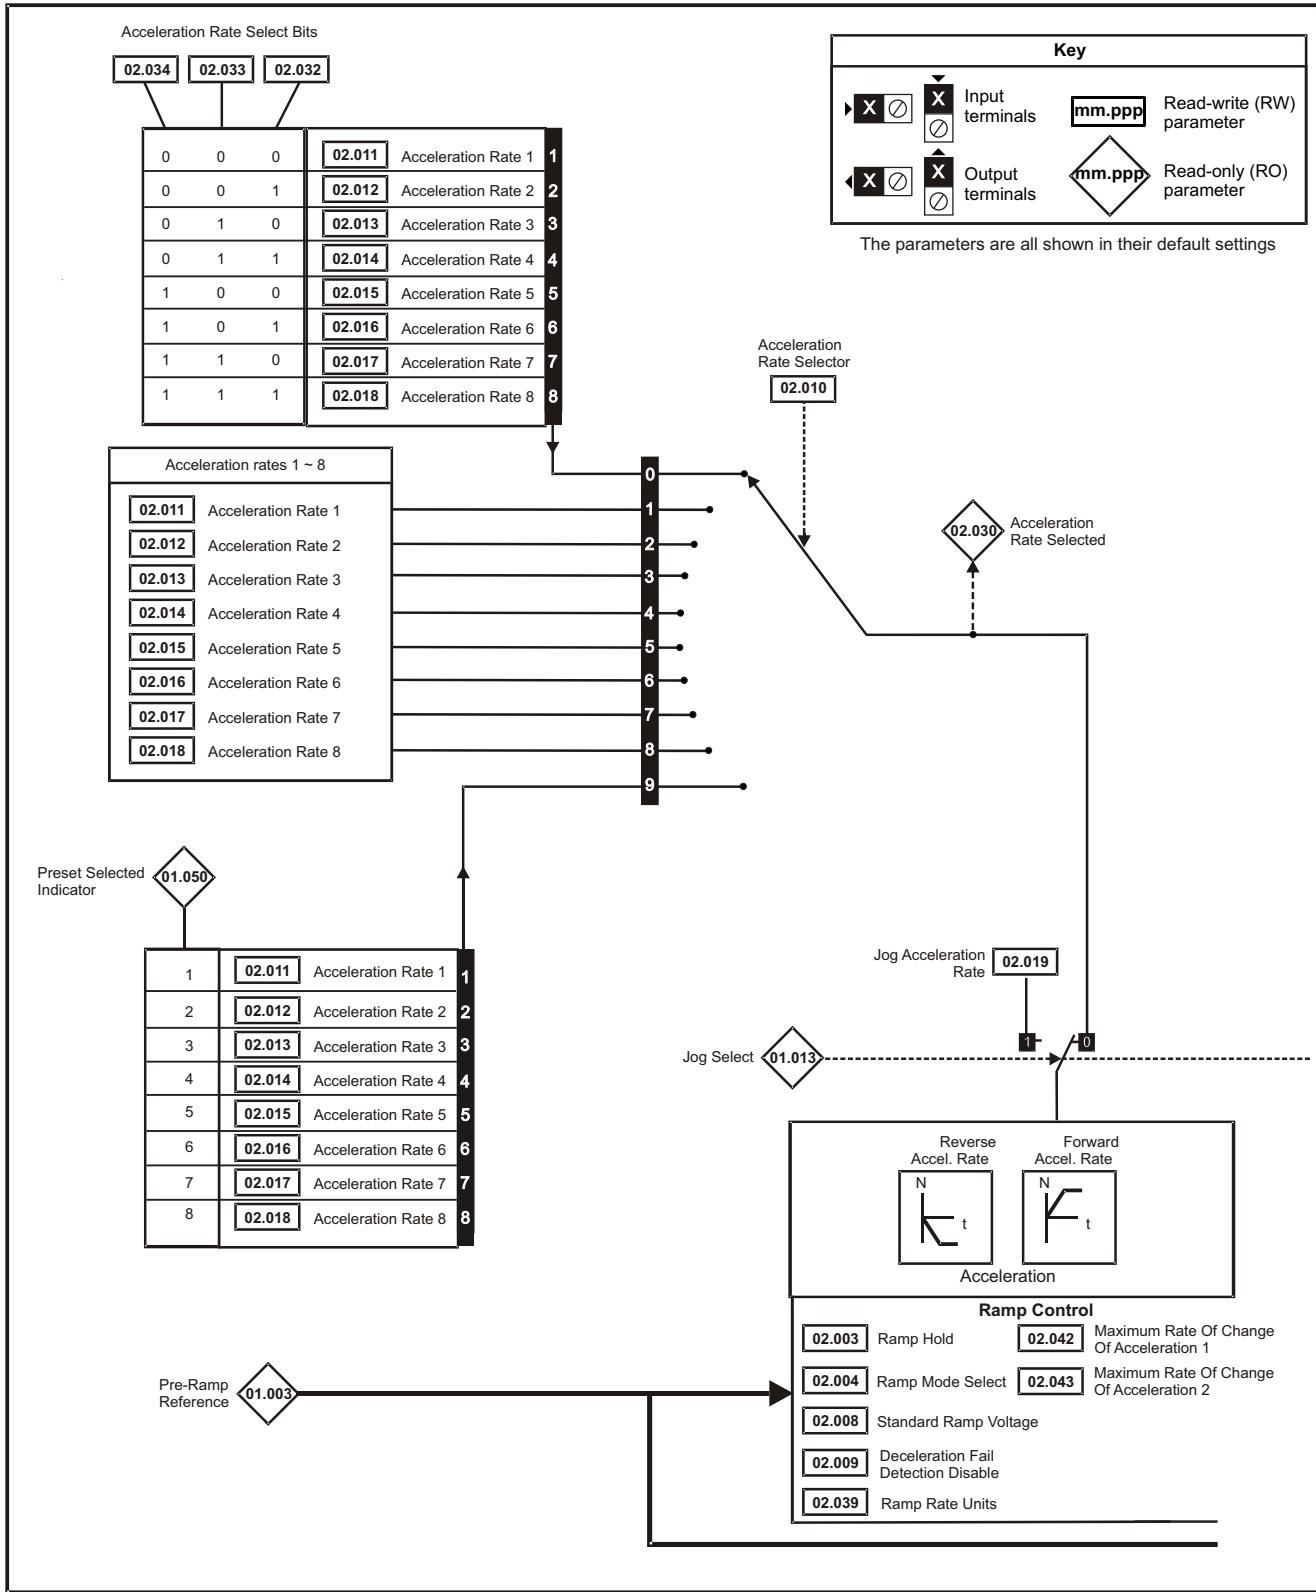 Acceleration Rate Select Bits
02.034 02.033 02.032
0 0 0 02.011 Acceleration Rate 1 1
0 0 1 02.012 Acceleration Rate 2 2
0 1 0 02.013 Acceleration Rate 3 3
0 1 1 02.014 Acceleration Rate 4 4
1 0 0 02.015 Acceleration Rate 5 5
1 0 1 02.016 Acceleration Rate 6 6
1 1 0 02.017 Acceleration Rate 7 7
1 1 1 02.018 Acceleration Rate 8 8
Key
X X Input
terminals
mm.ppp Read-write (RW)
parameter
X X Output
terminals
mm.ppp Read-only (RO)
parameter
The parameters are all shown in their default settings
Acceleration
Rate Selector
02.010
Acceleration rates 1 ~ 8
02.011 Acceleration Rate 1
02.012 Acceleration Rate 2
02.013 Acceleration Rate 3
02.014 Acceleration Rate 4
02.015 Acceleration Rate 5
02.016 Acceleration Rate 6
02.017 Acceleration Rate 7
02.018 Acceleration Rate 8
0
1
2
3
4
5
6
7
8
9
02.030 Acceleration
Rate Selected
Preset Selected
Indicator
01.050
1 02.011 Acceleration Rate 1 1
2 02.012 Acceleration Rate 2 2
3 02.013 Acceleration Rate 3 3
4 02.014 Acceleration Rate 4 4
5 02.015 Acceleration Rate 5 5
6 02.016 Acceleration Rate 6 6
7 02.017 Acceleration Rate 7 7
8 02.018 Acceleration Rate 8 8
Jog Acceleration
Rate
02.019
1 0
Jog Select 01.013
Reverse
Accel. Rate
N
t
Forward
Accel. Rate
N
t
Acceleration
Ramp Control
02.003 Ramp Hold
02.042 Maximum Rate Of Change
Of Acceleration 1
02.004 Ramp Mode Select
02.043 Maximum Rate Of Change
Of Acceleration 2
02.008 Standard Ramp Voltage
02.009 Deceleration Fail
Detection Disable
02.039 Ramp Rate Units
Pre-Ramp
Reference
01.003